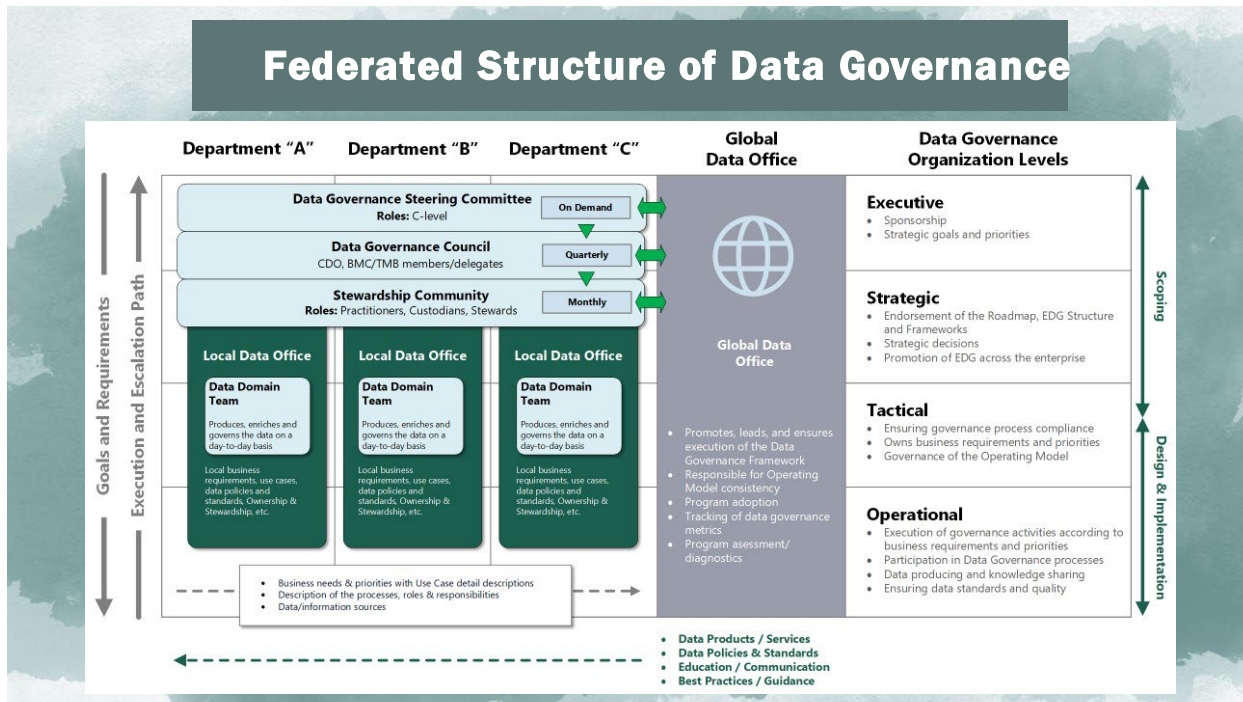 Federated Structure of Data Governance
Department “A”
Department “B”
Department “C”
Global
Data Office
Data Governance
Organization Levels
Goals and Requirements
Execution and Escalation Path
Data Governance Steering Committee
Roles: C-level
On Demand
Data Governance Council
CDO, BMC/TMB members/delegates
Quarterly
Stewardship Community
Roles: Practitioners, Custodians, Stewards
Monthly
Local Data Office
Data Domain
Team
Produces, enriches and
governs the data on a
day-to-day basis
Local business
requirements, use cases,
data policies and
standards, Ownership &
Stewardship, etc.
Local Data Office
Data Domain
Team
Produces, enriches and
governs the data on a
day-to-day basis
Local business
requirements, use cases,
data policies and
standards, Ownership &
Stewardship, etc.
Local Data Office
Data Domain
Team
Produces, enriches and
governs the data on a
day-to-day basis
Local business
requirements, use cases,
data policies and
standards, Ownership &
Stewardship, etc.
• Business needs & priorities with Use Case detail descriptions
• Description of the processes, roles & responsibilities
• Data/information sources
Global Data
Office
• Promotes, leads, and ensures
execution of the Data
Governance Framework
• Responsible for Operating
Model consistency
• Program adoption
• Tracking of data governance
metrics
• Program asessment/
diagnostics
Executive
• Sponsorship
• Strategic goals and priorities
Strategic
• Endorsement of the Roadmap, EDG Structure
and Frameworks
• Strategic decisions
• Promotion of EDG across the enterprise
Tactical
• Ensuring governance process compliance
• Owns business requirements and priorities
• Governance of the Operating Model
Operational
• Execution of governance activities according to
business requirements and priorities
• Participation in Data Governance processes
• Data producing and knowledge sharing
• Ensuring data standards and quality
Scoping
Design & Implementation
• Data Products / Services
• Data Policies & Standards
• Education / Communication
• Best Practices / Guidance